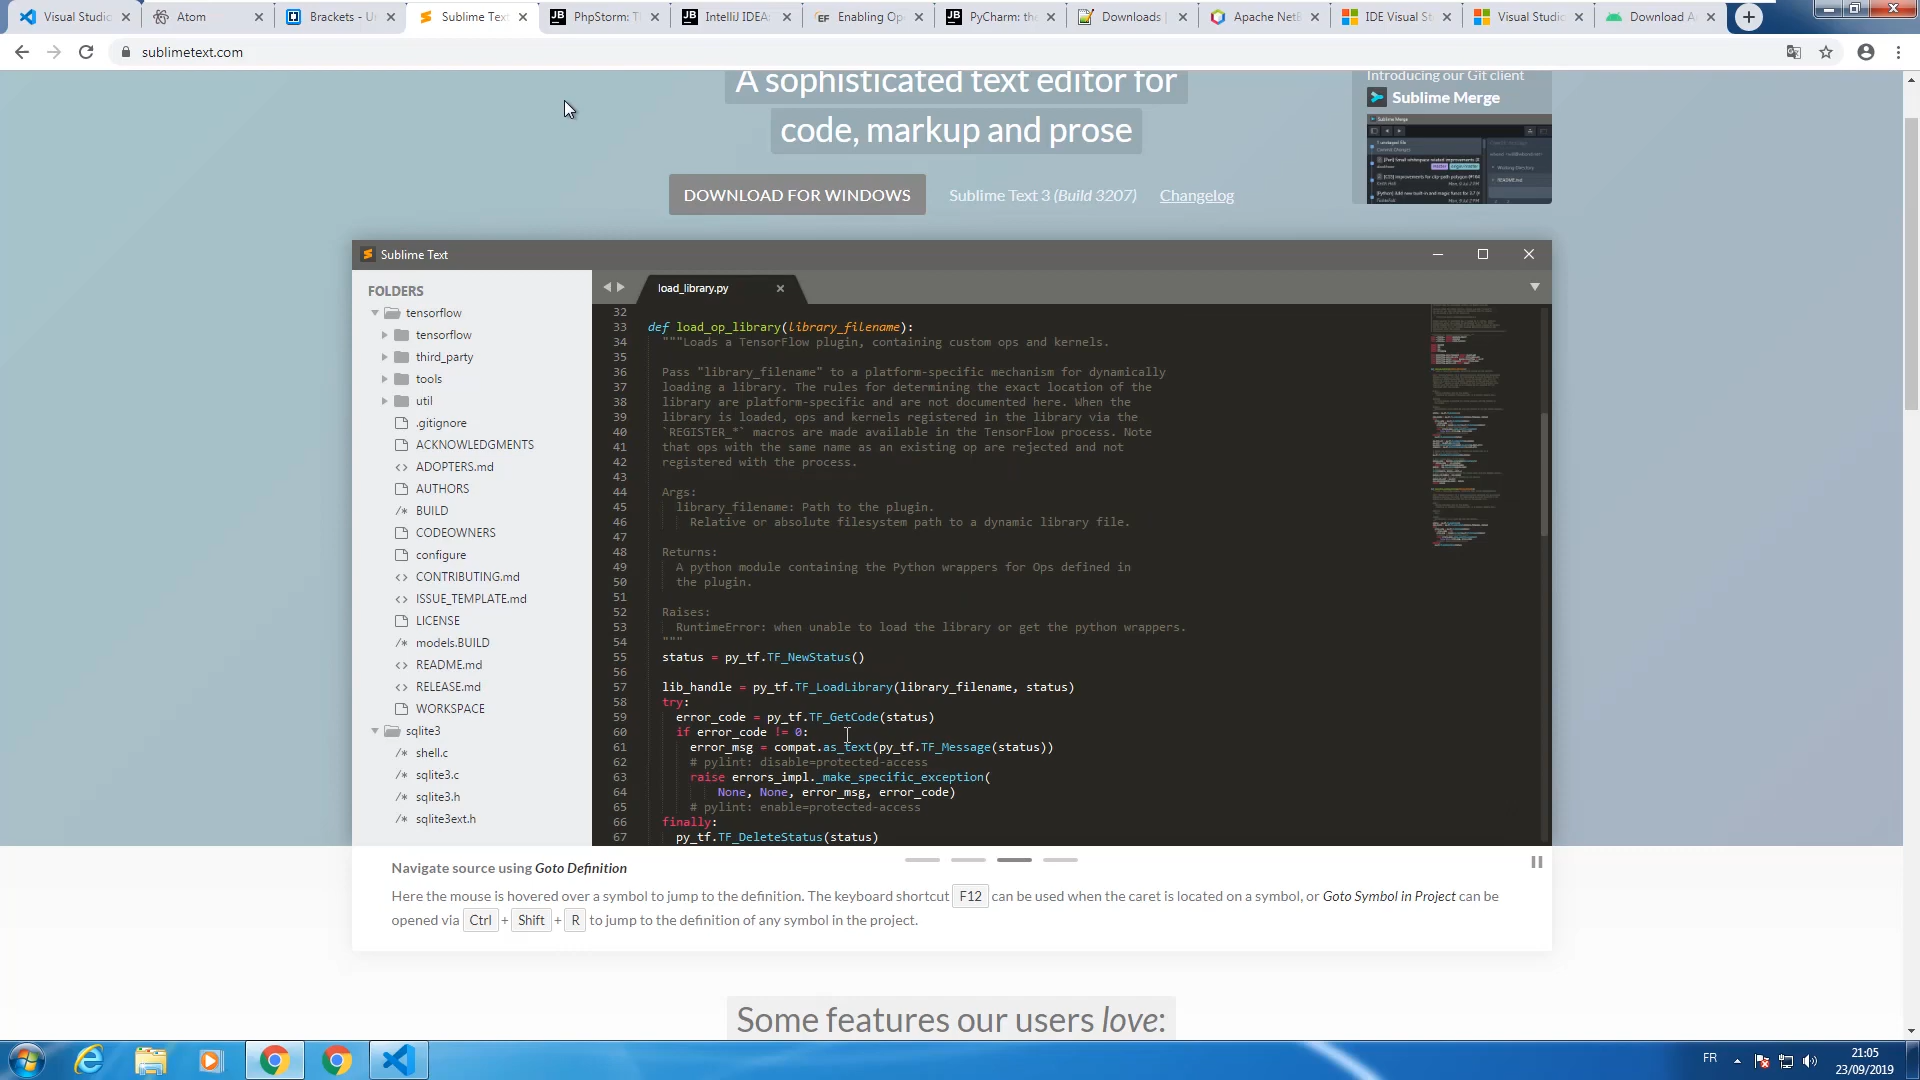 Visual Studio
Atom
Brackets - U
Sublime Text
PhpStorm: T
IntelliJ IDEA
Enabling Op
PyCharm: the
Downloads
Apache NetB
IDE Visual St
Visual Studio
Download A
sublimetext.com
A sophisticated text editor for
code, markup and prose
Introducing our Git client
Sublime Merge
DOWNLOAD FOR WINDOWS
Sublime Text 3 (Build 3207)
Changelog
Sublime Text
FOLDERS
tensorflow
tensorflow
third_party
tools
util
.gitignore
ACKNOWLEDGMENTS
ADOPTERS.md
AUTHORS
BUILD
CODEOWNERS
configure
CONTRIBUTING.md
ISSUE_TEMPLATE.md
LICENSE
models.BUILD
README.md
RELEASE.md
WORKSPACE
sqlite3
shell.c
sqlite3.c
sqlite3.h
sqlite3ext.h
load_library.py
32
33 def load_op_library(library_filename):
34 """Loads a TensorFlow plugin, containing custom ops and kernels.
35
36 Pass "library_filename" to a platform-specific mechanism for dynamically
37 loading a library. The rules for determining the exact location of the
38 library are platform-specific and are not documented here. When the
39 library is loaded, ops and kernels registered in the library via the
40 `REGISTER_*` macros are made available in the TensorFlow process. Note
41 that ops with the same name as an existing op are rejected and not
42 registered with the process.
43
44 Args:
45 library_filename: Path to the plugin.
46 Relative or absolute filesystem path to a dynamic library file.
47
48 Returns:
49 A python module containing the Python wrappers for Ops defined in
50 the plugin.
51
52 Raises:
53 RuntimeError: when unable to load the library or get the python wrappers.
54 """
55 status = py_tf.TF_NewStatus()
56
57 lib_handle = py_tf.TF_LoadLibrary(library_filename, status)
58 try:
59 error_code = py_tf.TF_GetCode(status)
60 if error_code != 0:
61 error_msg = compat.as_text(py_tf.TF_Message(status))
62 # pylint: disable=protected-access
63 raise errors_impl._make_specific_exception(
64 None, None, error_msg, error_code)
65 # pylint: enable=protected-access
66 finally:
67 py_tf.TF_DeleteStatus(status)
Navigate source using Goto Definition
Here the mouse is hovered over a symbol to jump to the definition. The keyboard shortcut F12 can be used when the caret is located on a symbol, or Goto Symbol in Project can be
opened via Ctrl + Shift + R to jump to the definition of any symbol in the project.
Some features our users love:
FR
21:05
23/09/2019